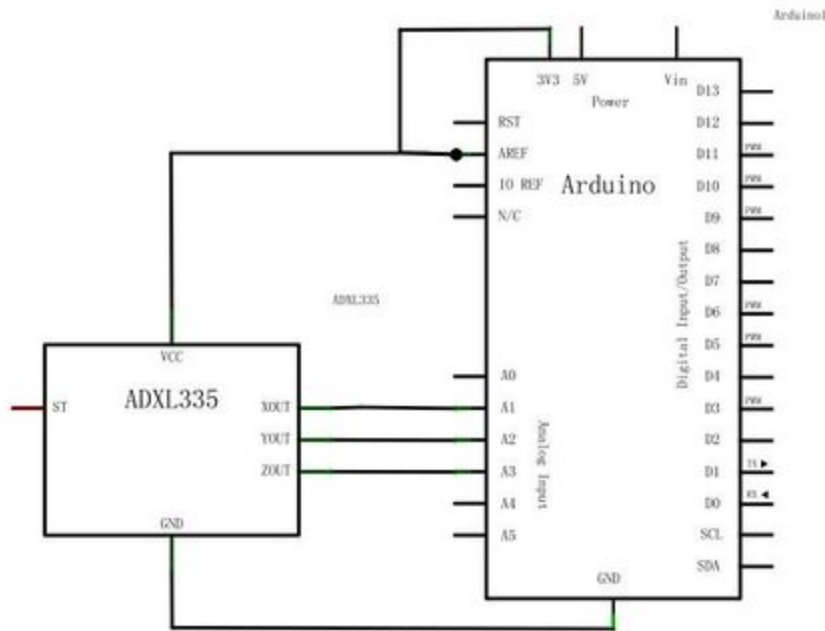 Arduino1
3V3 5V Vin
Power
RST
AREF
IO REF
N/C
Arduino
D13
D12
D11 PWM
D10 PWM
D9 PWM
D8
D7
D6 PWM
D5 PWM
D4
D3 PWM
D2
D1 TX
D0 RX
SCL
SDA
Digital Input/Output
ADXL335
VCC
ADXL335
ST
XOUT
YOUT
ZOUT
GND
A0
A1
A2
A3
A4
A5
Analog Input
GND